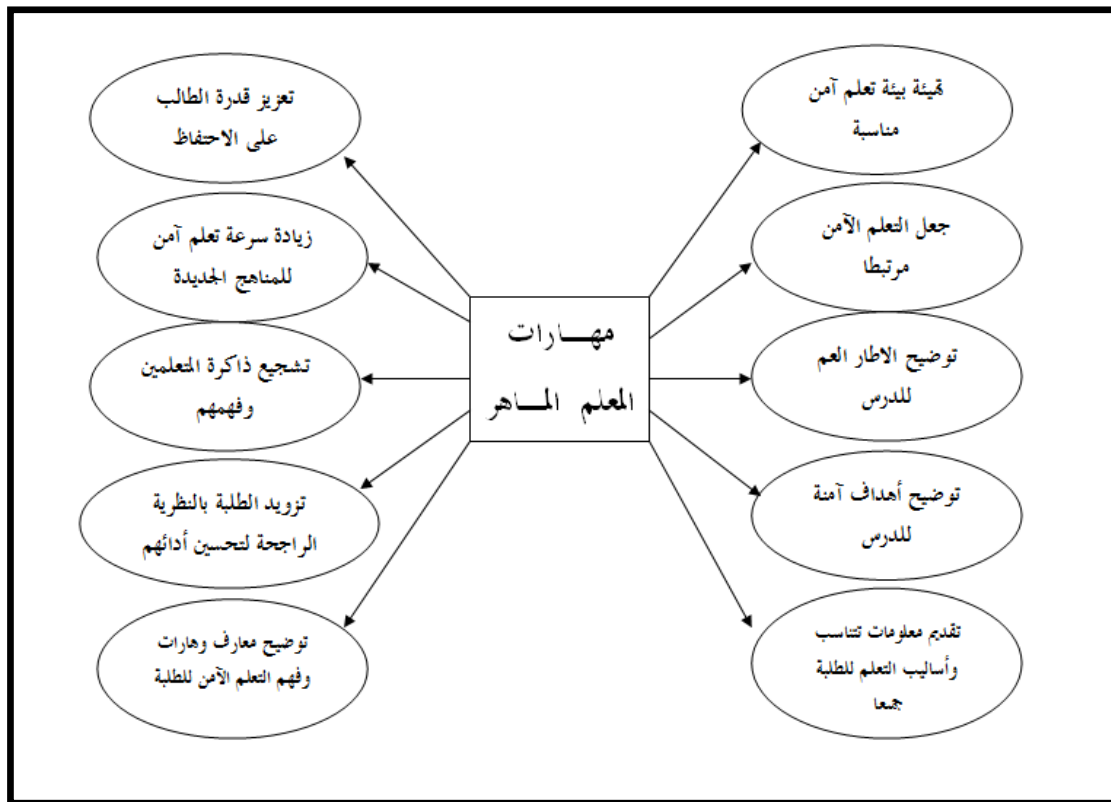 مهـــارات
المعلم المـــاهر
تهيئة بيئة تعلم آمن
مناسبة
جعل التعلم الآمن
مرتبطا
توضيح الاطار العم
للدرس
توضيح أهداف آمنة
للدرس
تقديم معلومات تتناسب
وأساليب التعلم للطلبة
جمعا
تعزيز قدرة الطالب
على الاحتفاظ
زيادة سرعة تعلم آمن
للمناهج الجديدة
تشجيع ذاكرة المتعلمين
وفهمهم
تزويد الطلبة بالنظرية
الراجحة لتحسين أدائهم
توضيح معارف وهارات
وفهم التعلم الآمن للطلبة